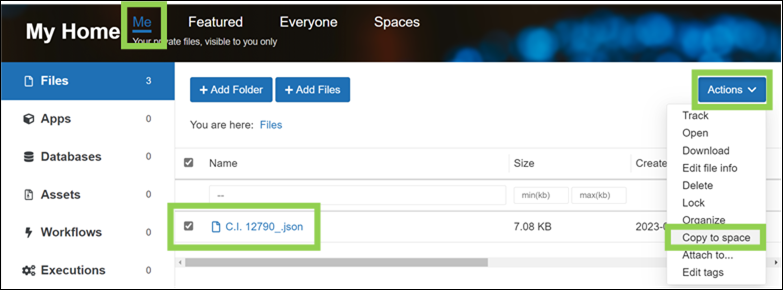 My Home
Me
Featured
Everyone
Spaces
Your private files, visible to you only
Files 3
Apps 0
Databases 0
Assets 0
Workflows 0
Executions 0
+ Add Folder
+ Add Files
Actions
You are here: Files
Name
Size
Create
--
min(kb)
max(kb)
C.I. 12790_.json
7.08 KB
2023-0
Track
Open
Download
Edit file info
Delete
Lock
Organize
Copy to space
Attach to...
Edit tags